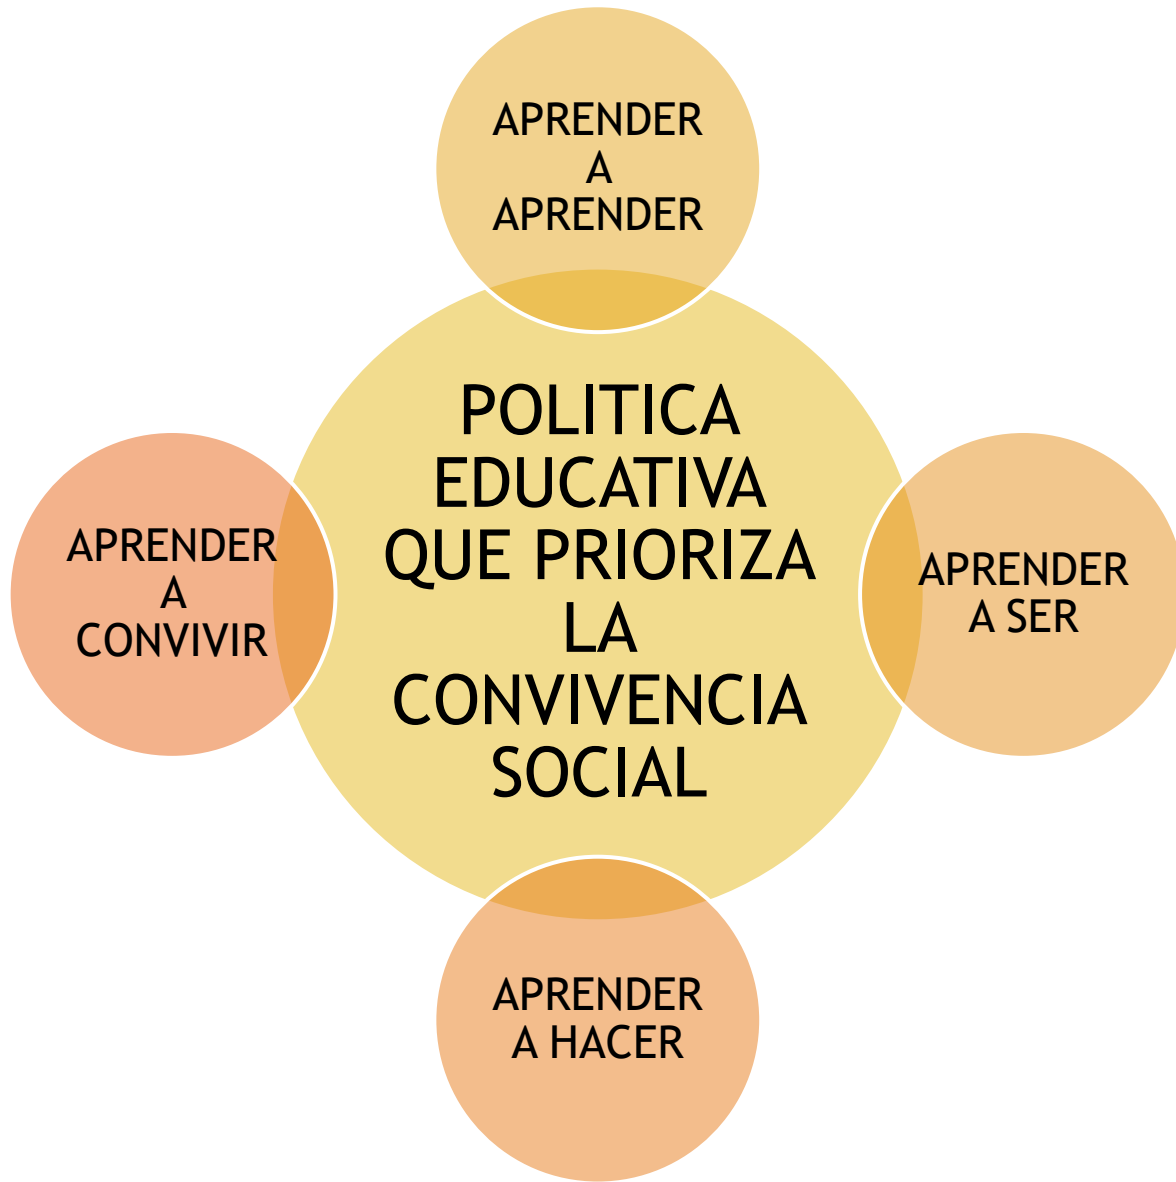 APRENDER
A
APRENDER
POLITICA
EDUCATIVA
QUE PRIORIZA
LA
CONVIVENCIA
SOCIAL
APRENDER
A SER
APRENDER
A HACER
APRENDER
A
CONVIVIR